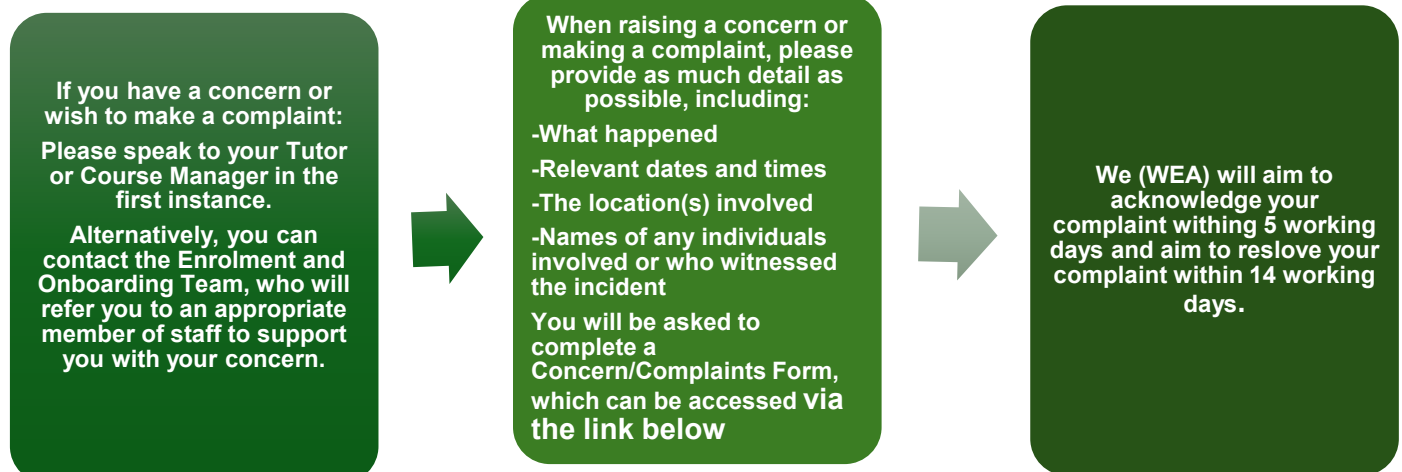 If you have a concern or
wish to make a complaint:
Please speak to your Tutor
or Course Manager in the
first instance.
Alternatively, you can
contact the Enrolment and
Onboarding Team, who will
refer you to an appropriate
member of staff to support
you with your concern.
When raising a concern or
making a complaint, please
provide as much detail as
possible, including:
-What happened
-Relevant dates and times
-The location(s) involved
-Names of any individuals
involved or who witnessed
the incident
You will be asked to
complete a
Concern/Complaints Form,
which can be accessed via
the link below
We (WEA) will aim to
acknowledge your
complaint withing 5 working
days and aim to reslove your
complaint within 14 working
days.